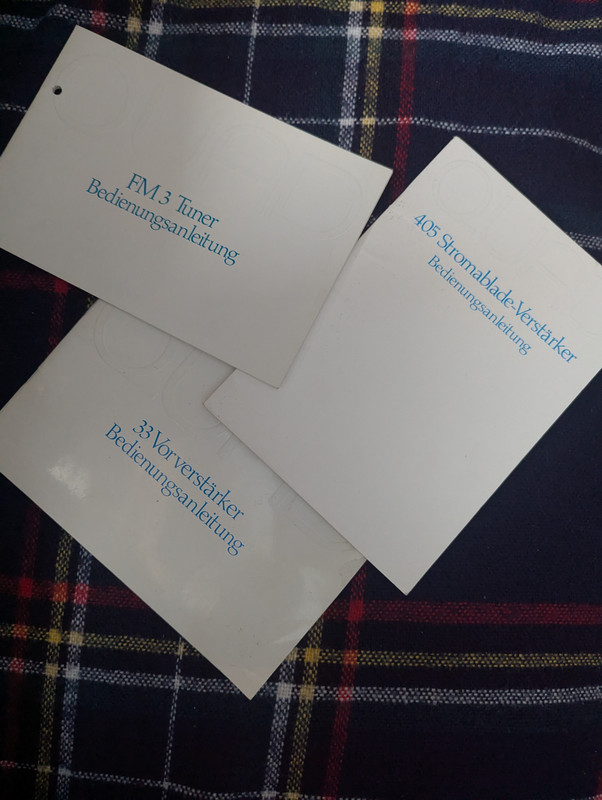 FM 3 Tuner
Bedienungsanleitung
405 Stromablade-Verstärker
Bedienungsanleitung
33 Vorverstärker
Bedienungsanleitung